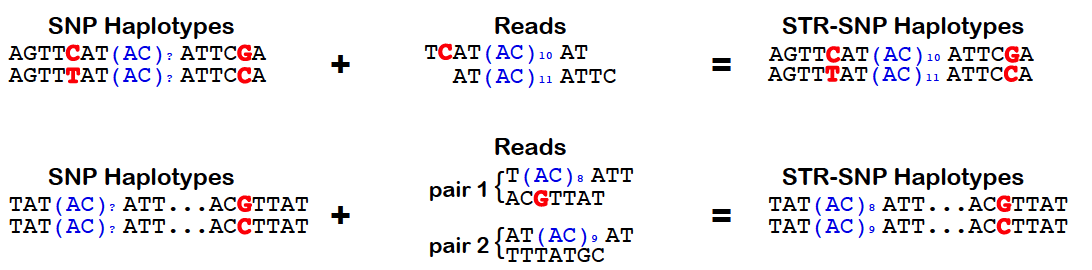 SNP Haplotypes
AGTTCAT(AC)? ATTCGA
AGTTTAT(AC)? ATTCCA
+
Reads
TCAT(AC)10 AT
AT(AC)11 ATTC
=
STR-SNP Haplotypes
AGTTCAT(AC)10 ATTCGA
AGTTTAT(AC)11 ATTCCA
SNP Haplotypes
TAT(AC)? ATT...ACGTTAT
TAT(AC)? ATT...ACCTTAT
+
Reads
pair 1 { T(AC)8 ATT
ACGTTAT
pair 2 { AT(AC)9 AT
TTTATGC
=
STR-SNP Haplotypes
TAT(AC)8 ATT...ACGTTAT
TAT(AC)9 ATT...ACCTTAT